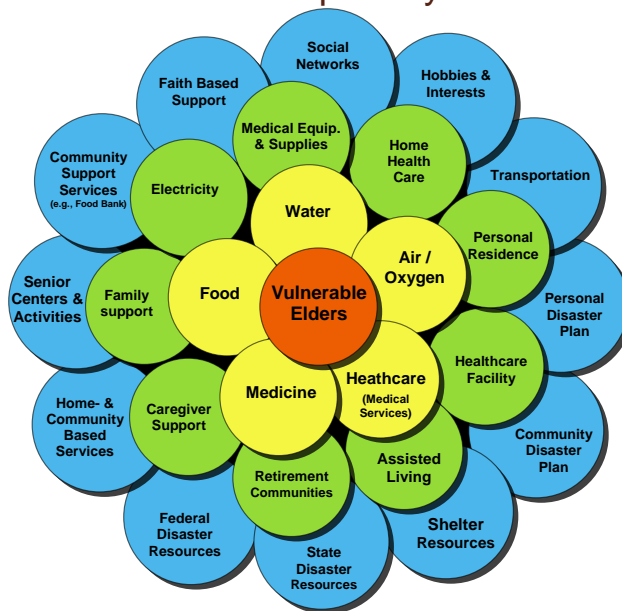 Social
Networks
Faith Based
Support
Hobbies &
Interests
Medical Equip.
& Supplies
Home
Health
Care
Community
Support
Services
(e.g., Food Bank)
Electricity
Transportation
Water
Personal
Residence
Air /
Oxygen
Senior
Centers &
Activities
Family
support
Food
Vulnerable
Elders
Personal
Disaster
Plan
Healthcare
Facility
Heathcare
(Medical
Services)
Medicine
Caregiver
Support
Home- &
Community
Based
Services
Community
Disaster
Plan
Assisted
Living
Retirement
Communities
Federal
Disaster
Resources
State
Disaster
Resources
Shelter
Resources